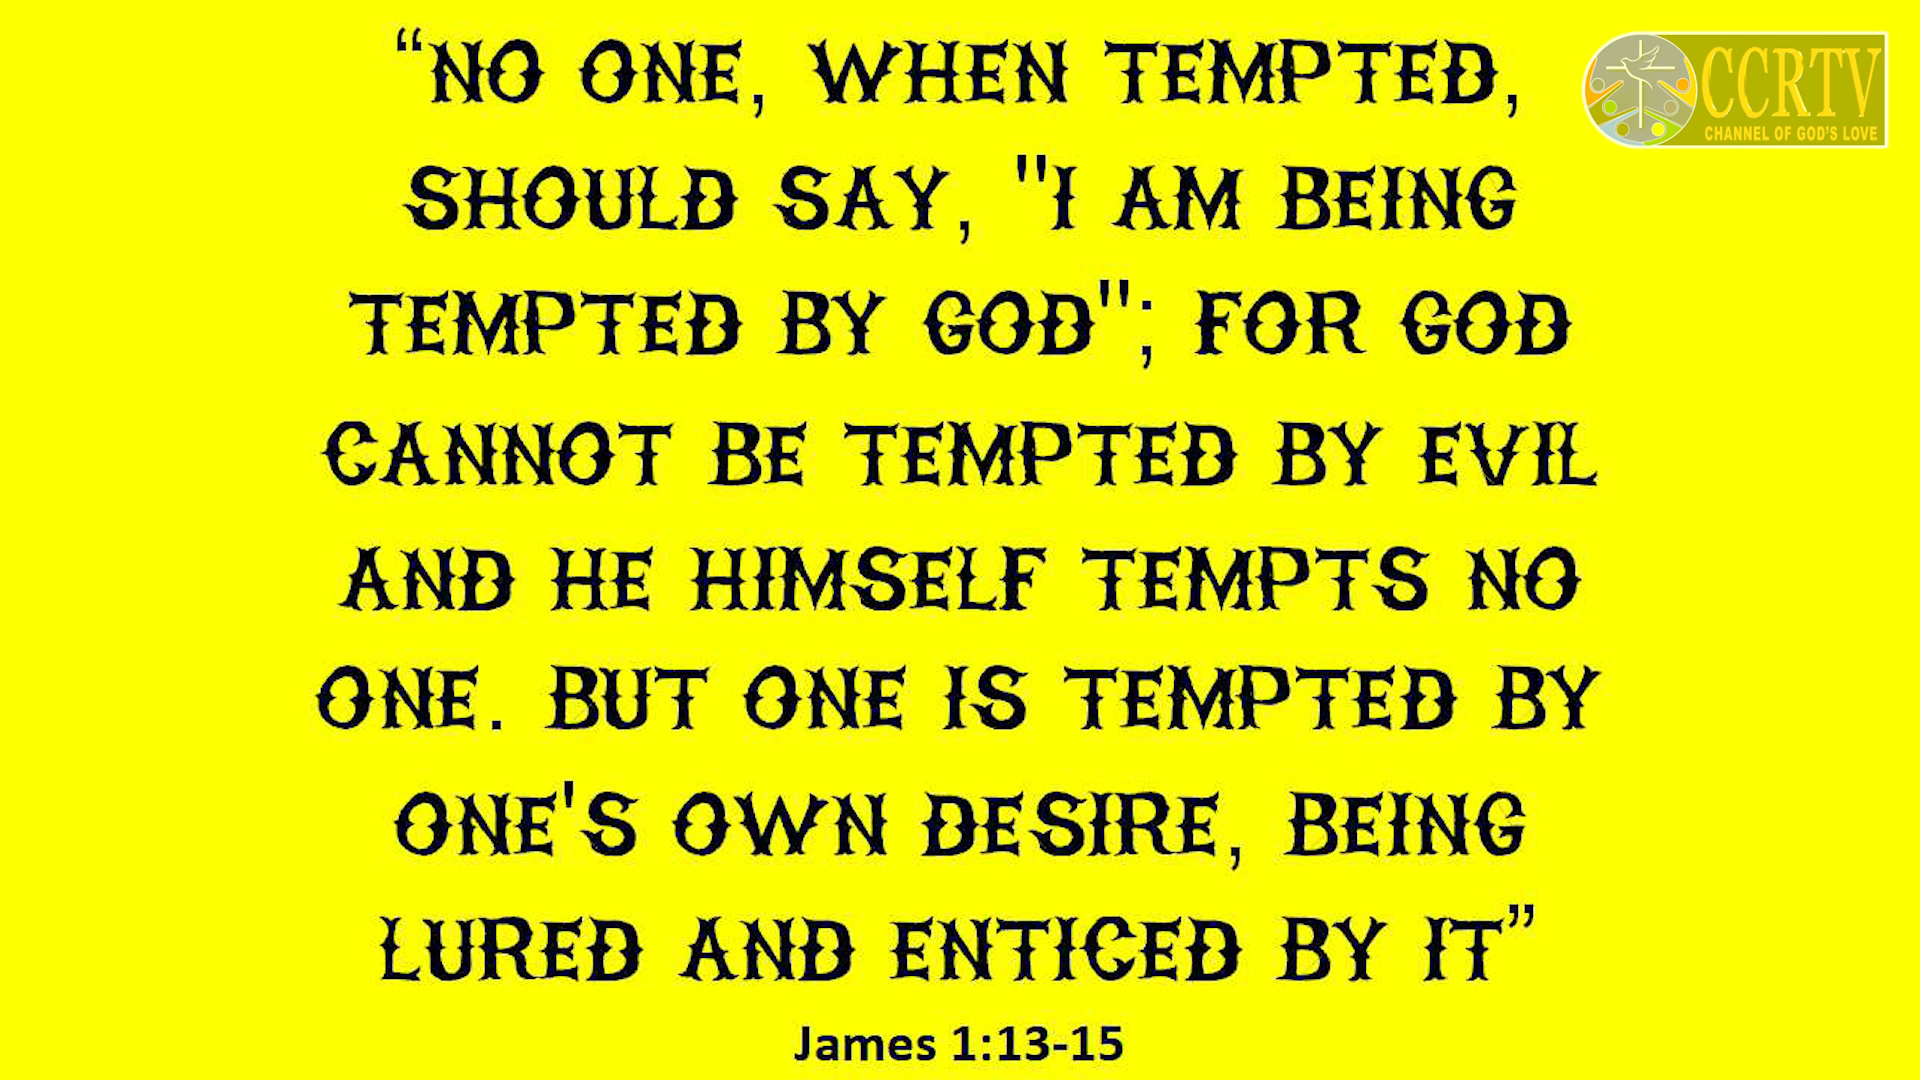 “NO ONE, WHEN TEMPTED,
SHOULD SAY, "I AM BEING
TEMPTED BY GOD"; FOR GOD
CANNOT BE TEMPTED BY EVIL
AND HE HIMSELF TEMPTS NO
ONE. BUT ONE IS TEMPTED BY
ONE'S OWN DESIRE, BEING
LURED AND ENTICED BY IT”
James 1:13-15
CCRTV
CHANNEL OF GOD'S LOVE